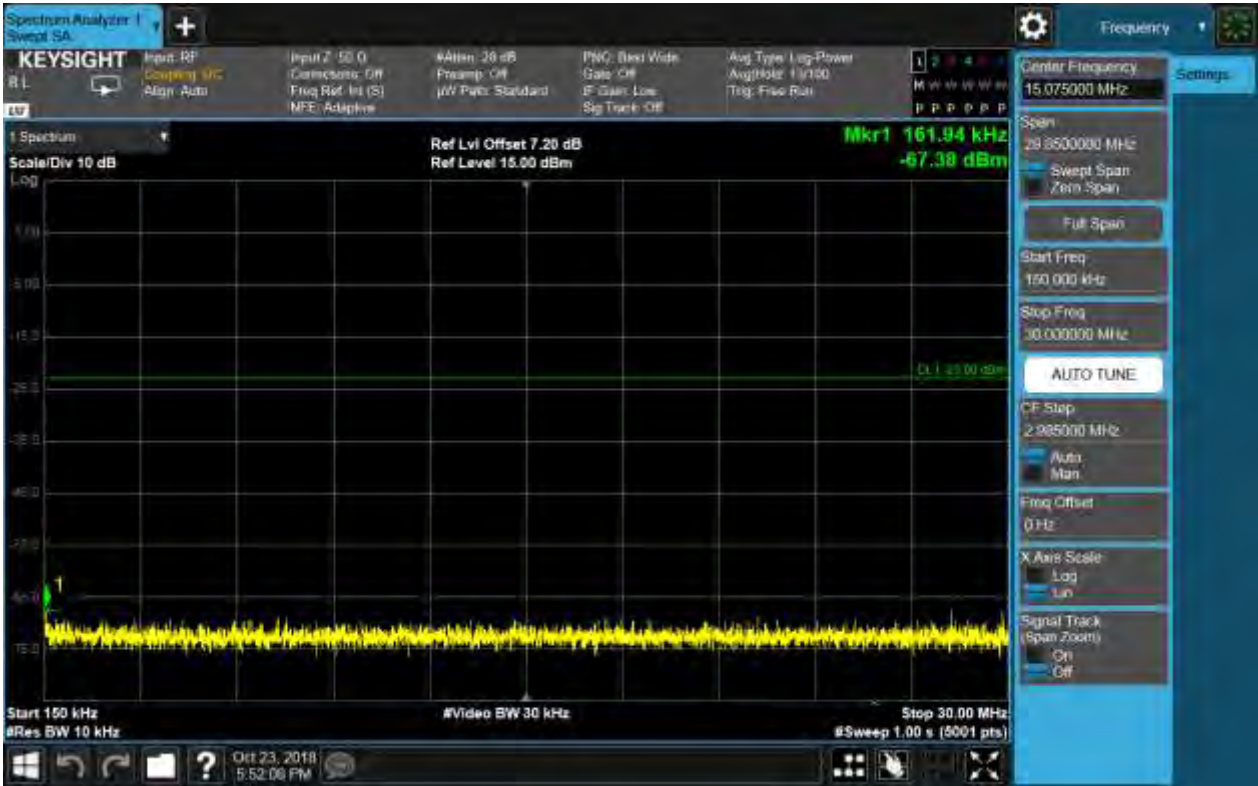 Spectrum Analyzer 1
Swept SA
Frequency
KEYSIGHT
Input: RF
Coupling: DC
Align: Auto
Input Z: 50 Ω
Corrections: Off
Freq Ref: Int (S)
NFE: Adaptive
#Atten: 28 dB
Preamp: Off
µW Path: Standard
PNO: Best Wide
Gate: Off
IF Gain: Low
Sig Track: Off
Avg Type: Log-Power
Trig: Free Run
R L
LW
1 Spectrum
Scale/Div 10 dB
Log
Ref Lvl Offset 7.20 dB
Ref Level 15.00 dBm
Mkr1 161.94 kHz
-67.38 dBm
1
Start 150 kHz
#Video BW 30 kHz
Stop 30.00 MHz
#Res BW 10 kHz
#Sweep 1.00 s (5001 pts)
Center Frequency
15.075000 MHz
Settings
Span
29.8500000 MHz
Swept Span
Zero Span
Full Span
Start Freq
150.000 kHz
Stop Freq
30.000000 MHz
AUTO TUNE
CF Step
2.985000 MHz
Auto
Man
Freq Offset
0 Hz
X Axis Scale
Log
Lin
Signal Track
(Span Zoom)
On
Off
?
Oct 23, 2018
5:52:08 PM